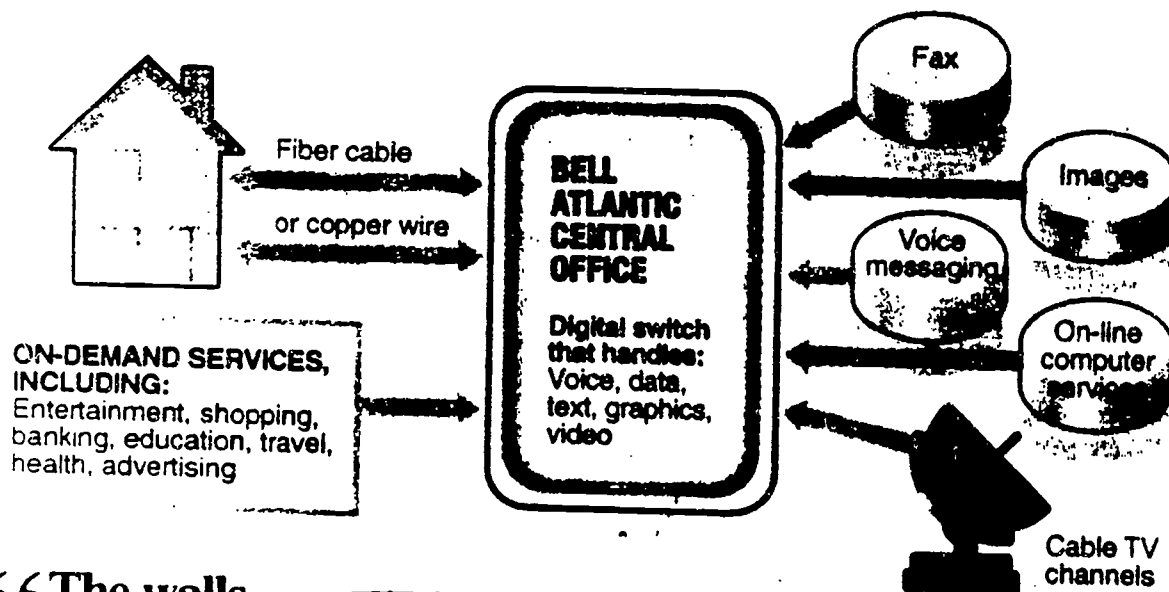 Fiber cable
or copper wire
ON-DEMAND SERVICES,
INCLUDING:
Entertainment, shopping,
banking, education, travel,
health, advertising
BELL
ATLANTIC
CENTRAL
OFFICE
Digital switch
that handles:
Voice, data,
text, graphics,
video
Fax
Images
Voice
messaging
On-line
computer
services
Cable TV
channels
“The walls